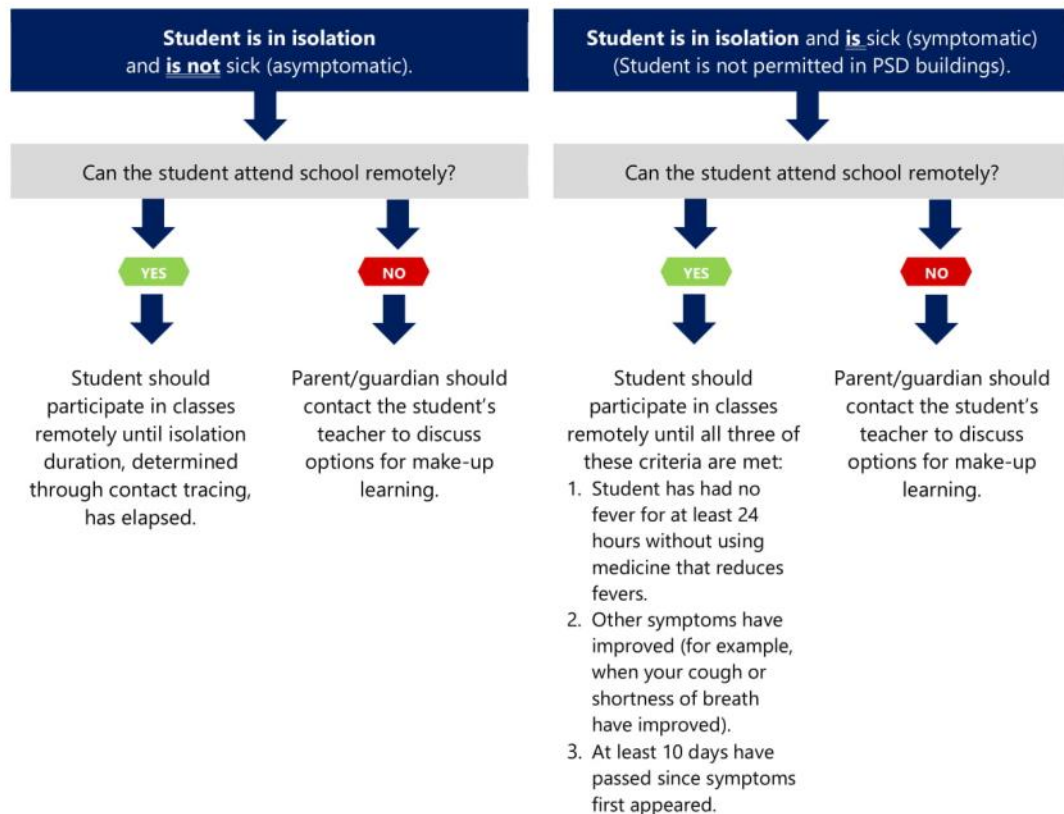 Student is in isolation
and is not sick (asymptomatic).
Can the student attend school remotely?
YES
Student should
participate in classes
remotely until isolation
duration, determined
through contact tracing,
has elapsed.
NO
Parent/guardian should
contact the student's
teacher to discuss
options for make-up
learning.
Student is in isolation and is sick (symptomatic)
(Student is not permitted in PSD buildings).
Can the student attend school remotely?
YES
Student should
participate in classes
remotely until all three of
these criteria are met:
1. Student has had no
fever for at least 24
hours without using
medicine that reduces
fevers.
2. Other symptoms have
improved (for example,
when your cough or
shortness of breath
have improved).
3. At least 10 days have
passed since symptoms
first appeared.
NO
Parent/guardian should
contact the student's
teacher to discuss
options for make-up
learning.